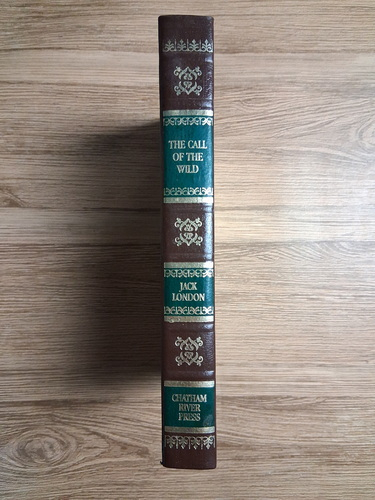 THE CALL
OF THE
WILD
JACK
LONDON
CHATHAM
RIVER
PRESS